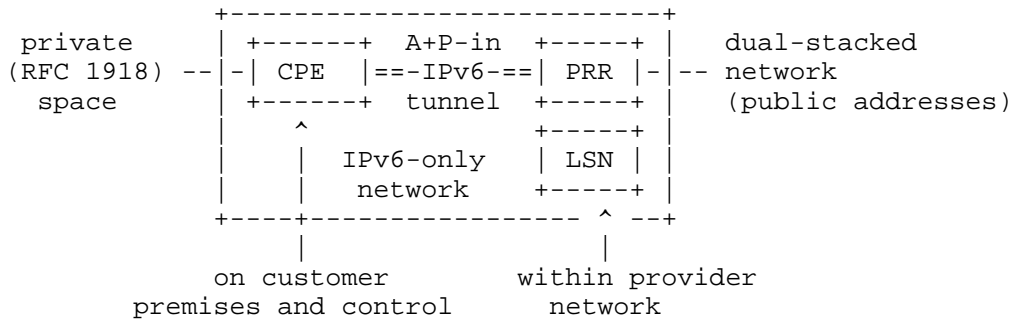 +-----------------------------+
 private         | +------+  A+P-in  +-----+ |   dual-stacked
(RFC 1918) --|-| CPE  |==-IPv6-==| PRR |-|-- network
  space          | +------+  tunnel  +-----+ |   (public addresses)
                 |    ^               +-----+ |
                 |    |  IPv6-only    | LSN | |
                 |    |   network     +-----+ |
                 +----+----------------- ^ --+
                      |                  |
               on customer        within provider
            premises and control      network